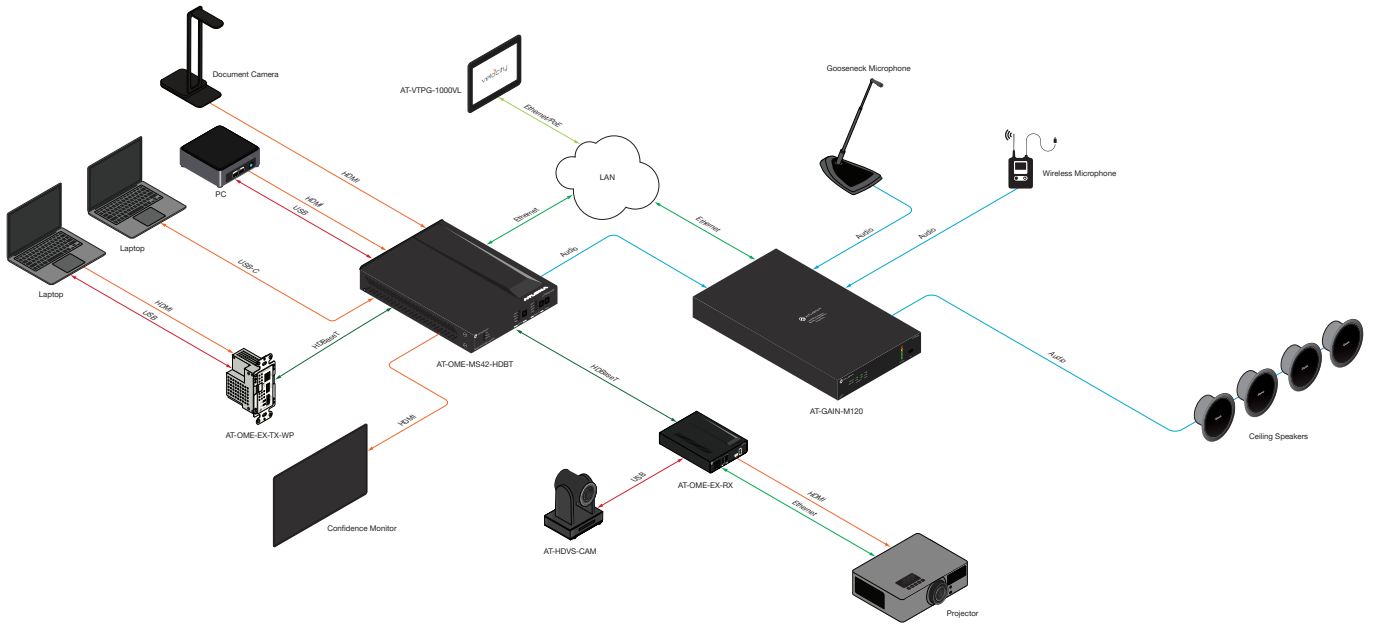 Document Camera
AT-VTPG-1000VL
Gooseneck Microphone
Ethernet/PoE
Wireless Microphone
LAN
PC
HDMI
HDMI
USB
Ethernet
Ethernet
Audio
Audio
Audio
Laptop
USB-C
Laptop
HDMI
USB
HDBaseT
ATLONA
AT-OME-MS42-HDBT
HDBaseT
AT-GAIN-M120
Audio
HDMI
AT-OME-EX-TX-WP
Ceiling Speakers
Confidence Monitor
USB
AT-OME-EX-RX
HDMI
Ethernet
AT-HDVS-CAM
Projector